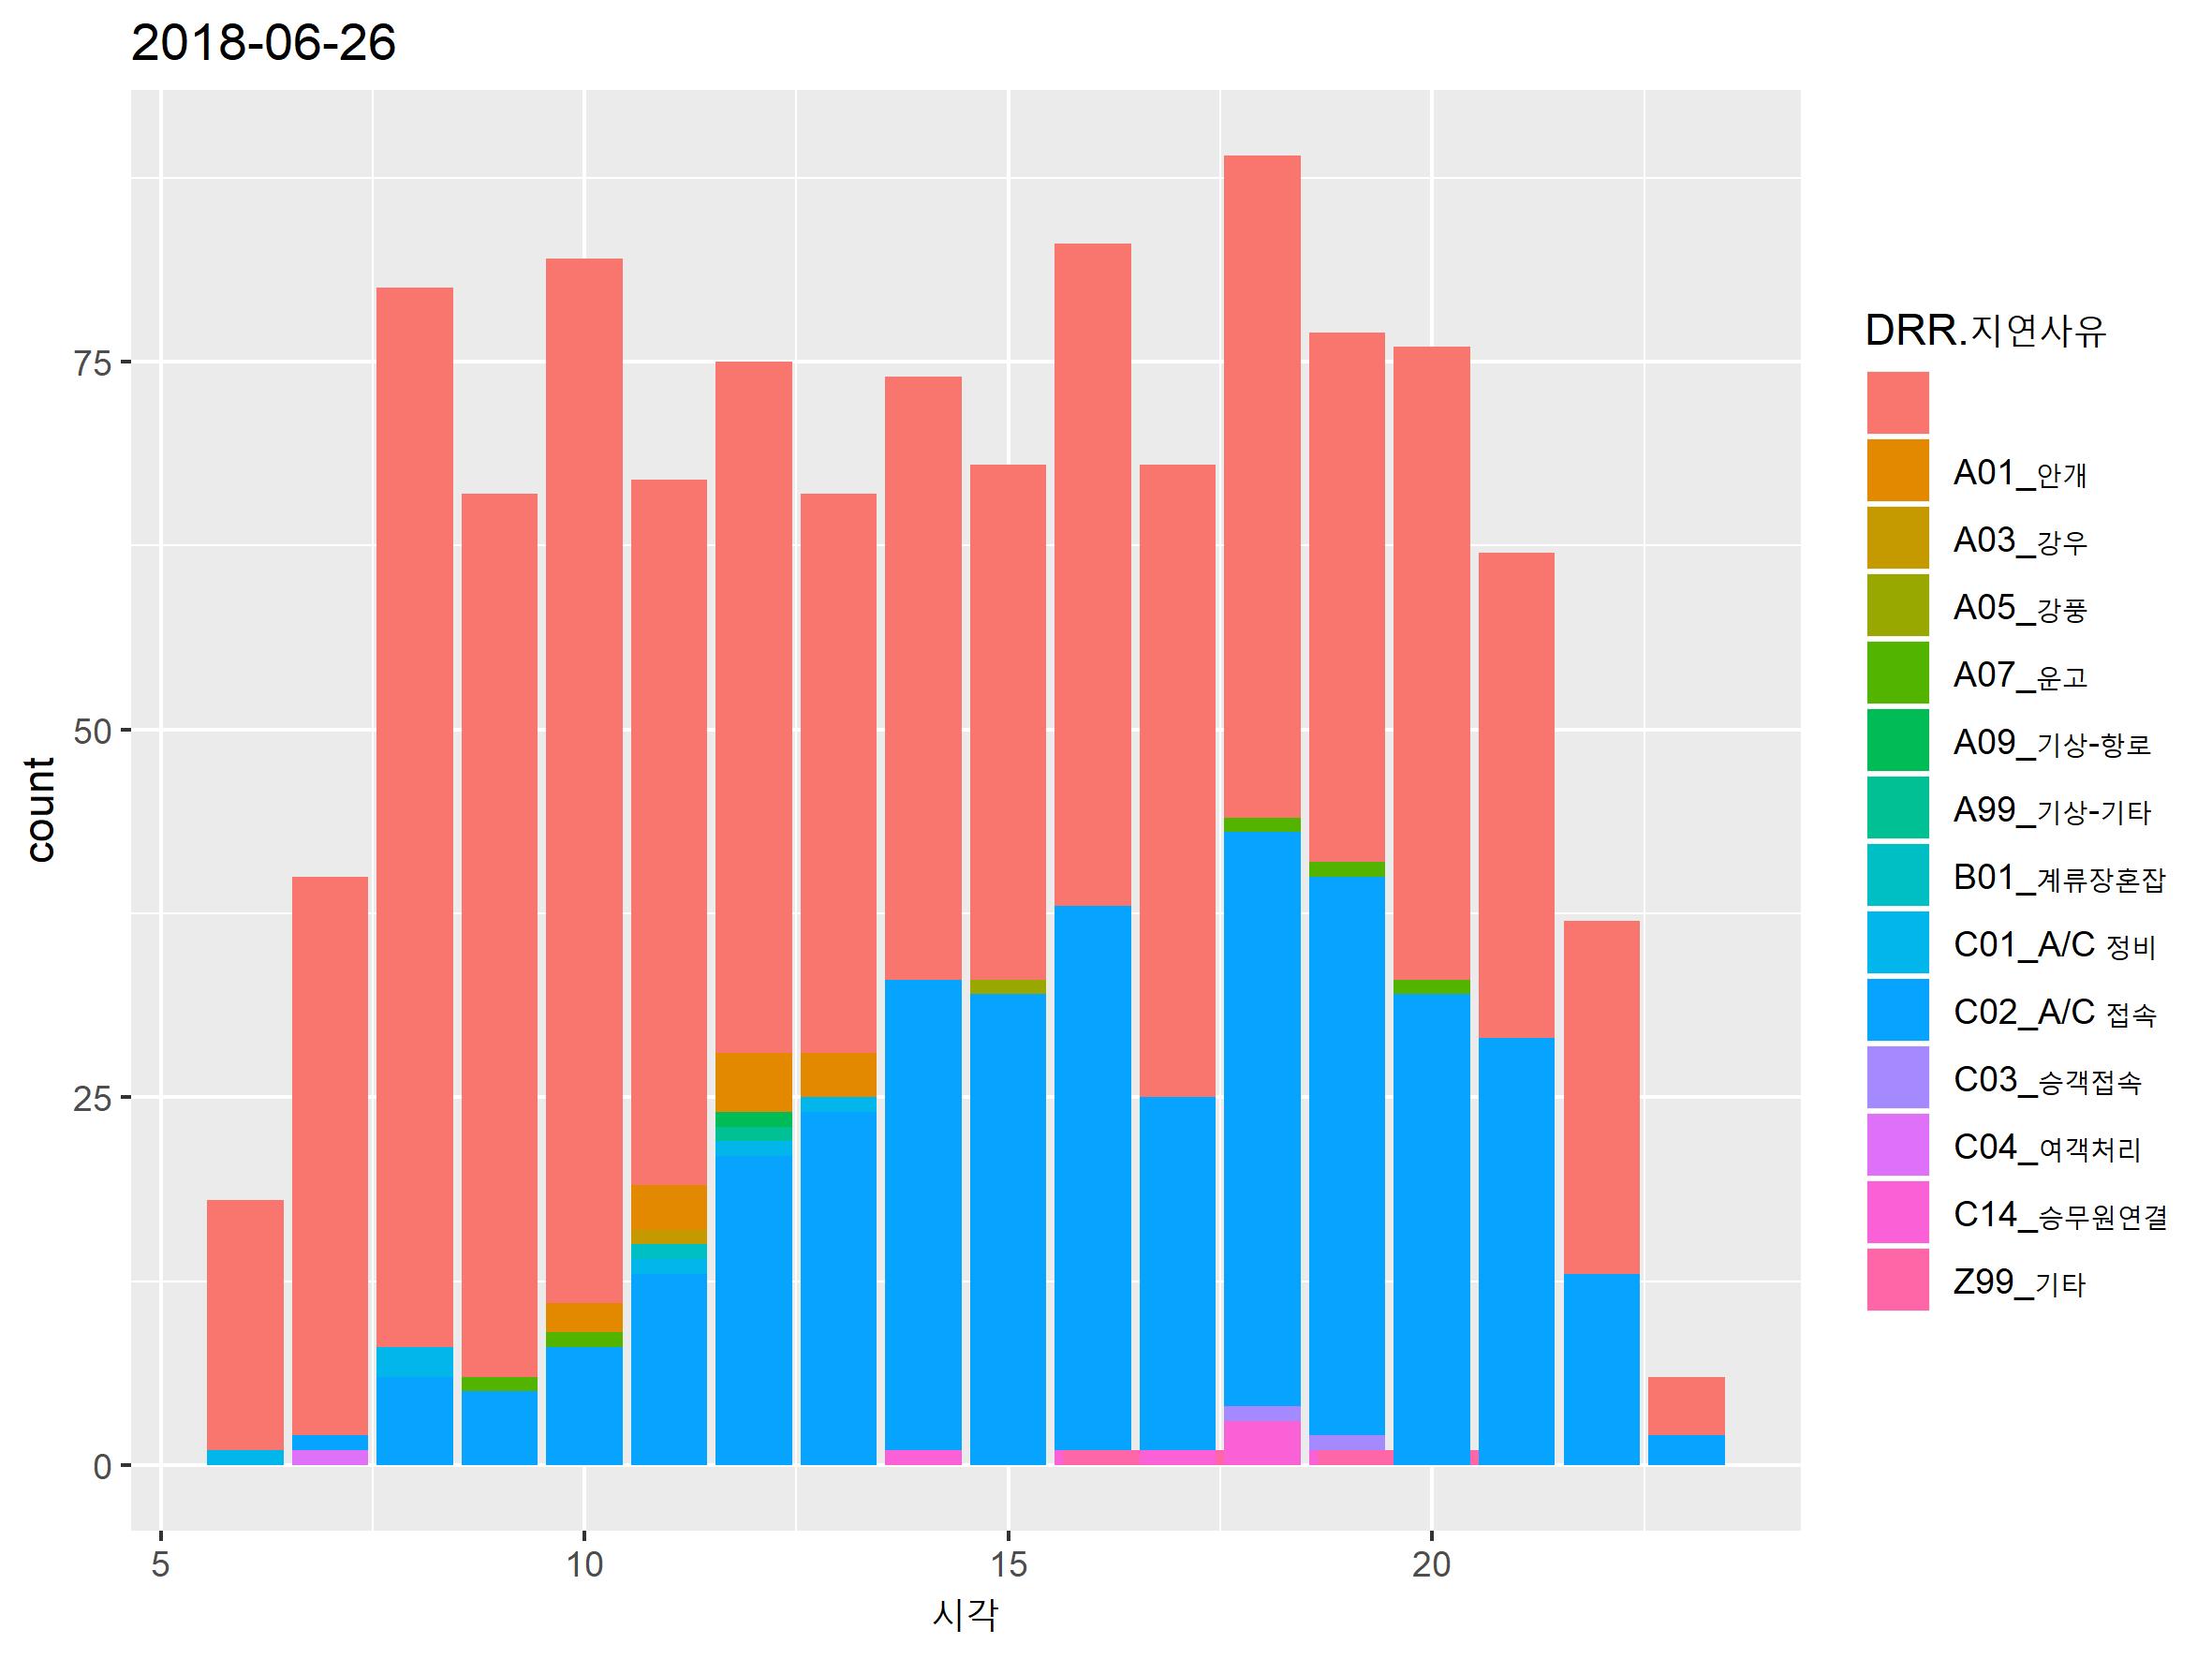 2018-06-26
count
75
50
25
0
5 10 15 20
시각
DRR.지연사유
A01_안개
A03_강우
A05_강풍
A07_운고
A09_기상-항로
A99_기상-기타
B01_계류장혼잡
C01_A/C 정비
C02_A/C 접속
C03_승객접속
C04_여객처리
C14_승무원연결
Z99_기타